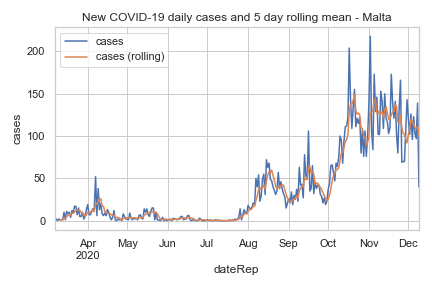 New COVID-19 daily cases and 5 day rolling mean - Malta
cases
cases (rolling)
cases
200
150
100
50
0
Apr
2020
May
Jun
Jul
Aug
Sep
Oct
Nov
Dec
dateRep